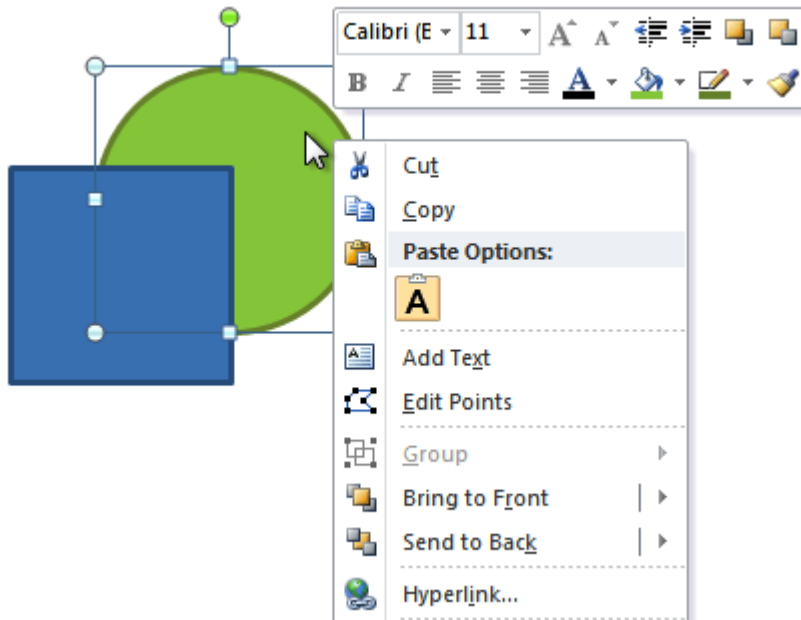 Calibri (E 11 A A
B I A
Cut
Copy
Paste Options:
A
Add Text
Edit Points
Group
Bring to Front
Send to Back
Hyperlink...